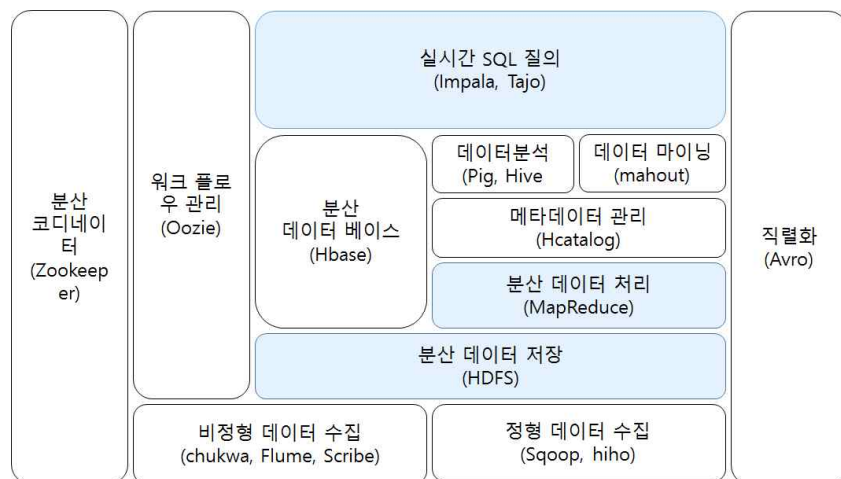 분산
코디네이
터
(Zookeep
er)
워크 플로
우 관리
(Oozie)
실시간 SQL 질의
(Impala, Tajo)
분산
데이터 베이스
(Hbase)
데이터분석
(Pig, Hive
데이터 마이닝
(mahout)
메타데이터 관리
(Hcatalog)
분산 데이터 처리
(MapReduce)
분산 데이터 저장
(HDFS)
비정형 데이터 수집
(chukwa, Flume, Scribe)
정형 데이터 수집
(Sqoop, hiho)
직렬화
(Avro)